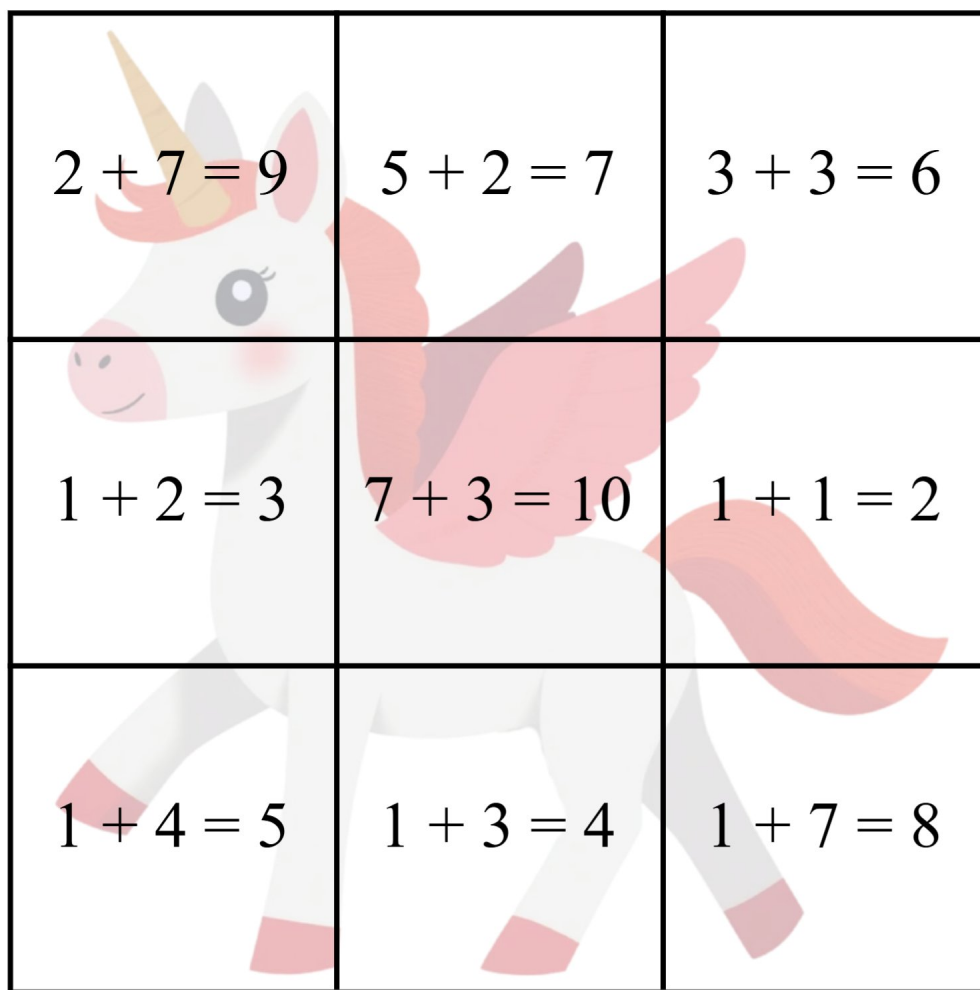 2 + 7 = 9
5 + 2 = 7
3 + 3 = 6
1 + 2 = 3
7 + 3 = 10
1 + 1 = 2
1 + 4 = 5
1 + 3 = 4
1 + 7 = 8